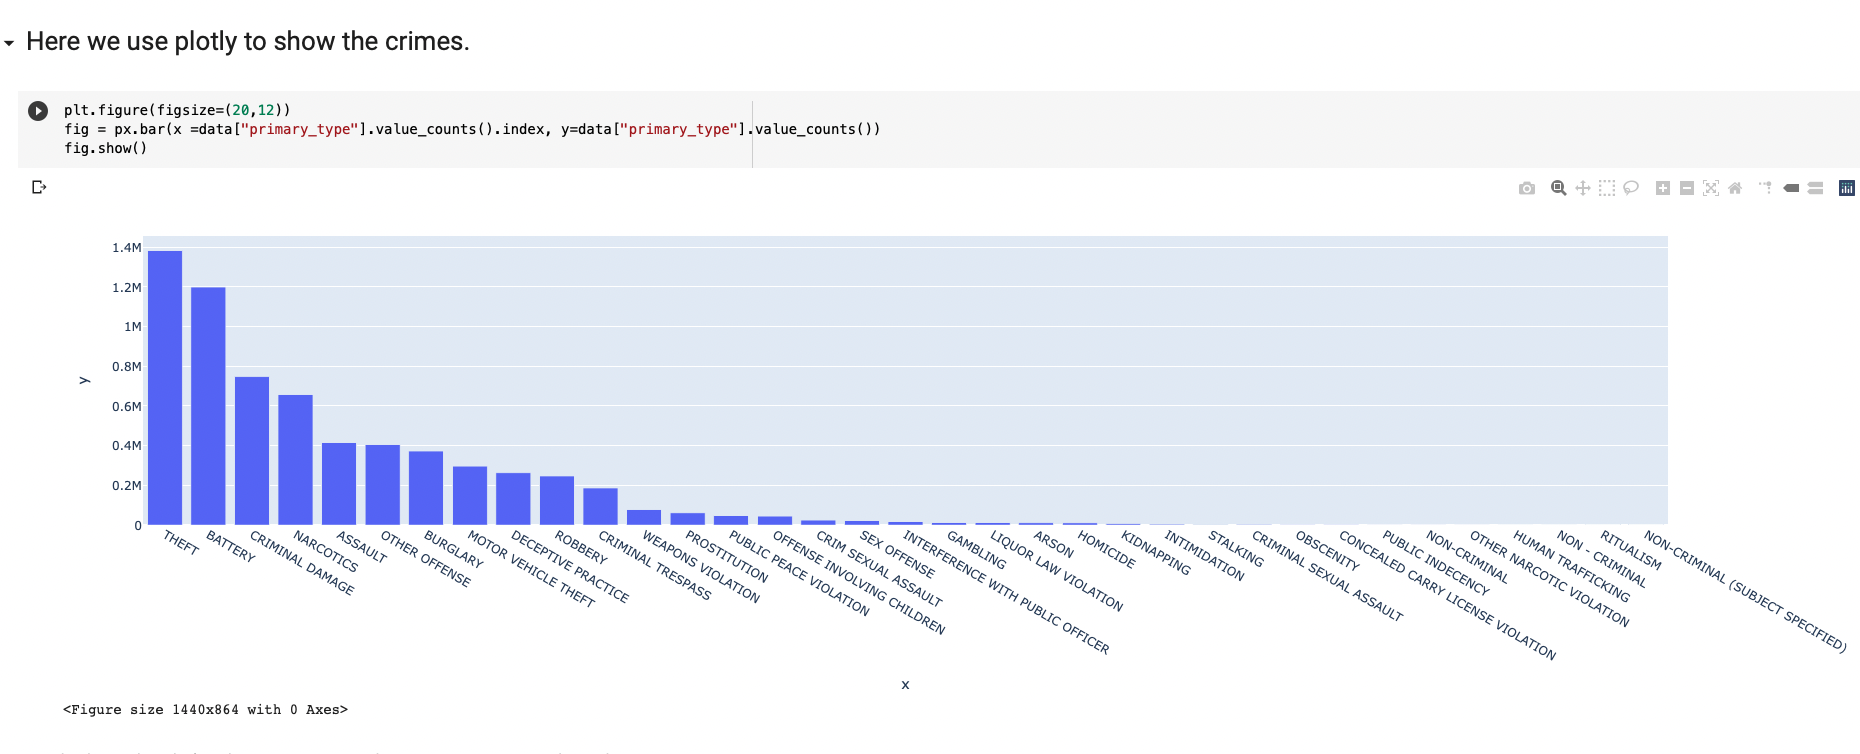 Here we use plotly to show the crimes.
plt.figure(figsize=(20,12))
fig = px.bar(x =data["primary_type"].value_counts().index, y=data["primary_type"].value_counts())
fig.show()
1.4M
1.2M
1M
0.8M
0.6M
0.4M
0.2M
0
y
THEFT
BATTERY
CRIMINAL DAMAGE
NARCOTICS
ASSAULT
OTHER OFFENSE
BURGLARY
MOTOR VEHICLE THEFT
DECEPTIVE PRACTICE
ROBBERY
CRIMINAL TRESPASS
WEAPONS VIOLATION
PROSTITUTION
PUBLIC PEACE VIOLATION
OFFENSE INVOLVING CHILDREN
CRIM SEXUAL ASSAULT
SEX OFFENSE
INTERFERENCE WITH PUBLIC OFFICER
GAMBLING
LIQUOR LAW VIOLATION
ARSON
HOMICIDE
KIDNAPPING
INTIMIDATION
STALKING
CRIMINAL SEXUAL ASSAULT
OBSCENITY
CONCEALED CARRY LICENSE VIOLATION
PUBLIC INDECENCY
NON-CRIMINAL
OTHER NARCOTIC VIOLATION
HUMAN TRAFFICKING
NON - CRIMINAL
RITUALISM
NON-CRIMINAL (SUBJECT SPECIFIED)
x
<Figure size 1440x864 with 0 Axes>